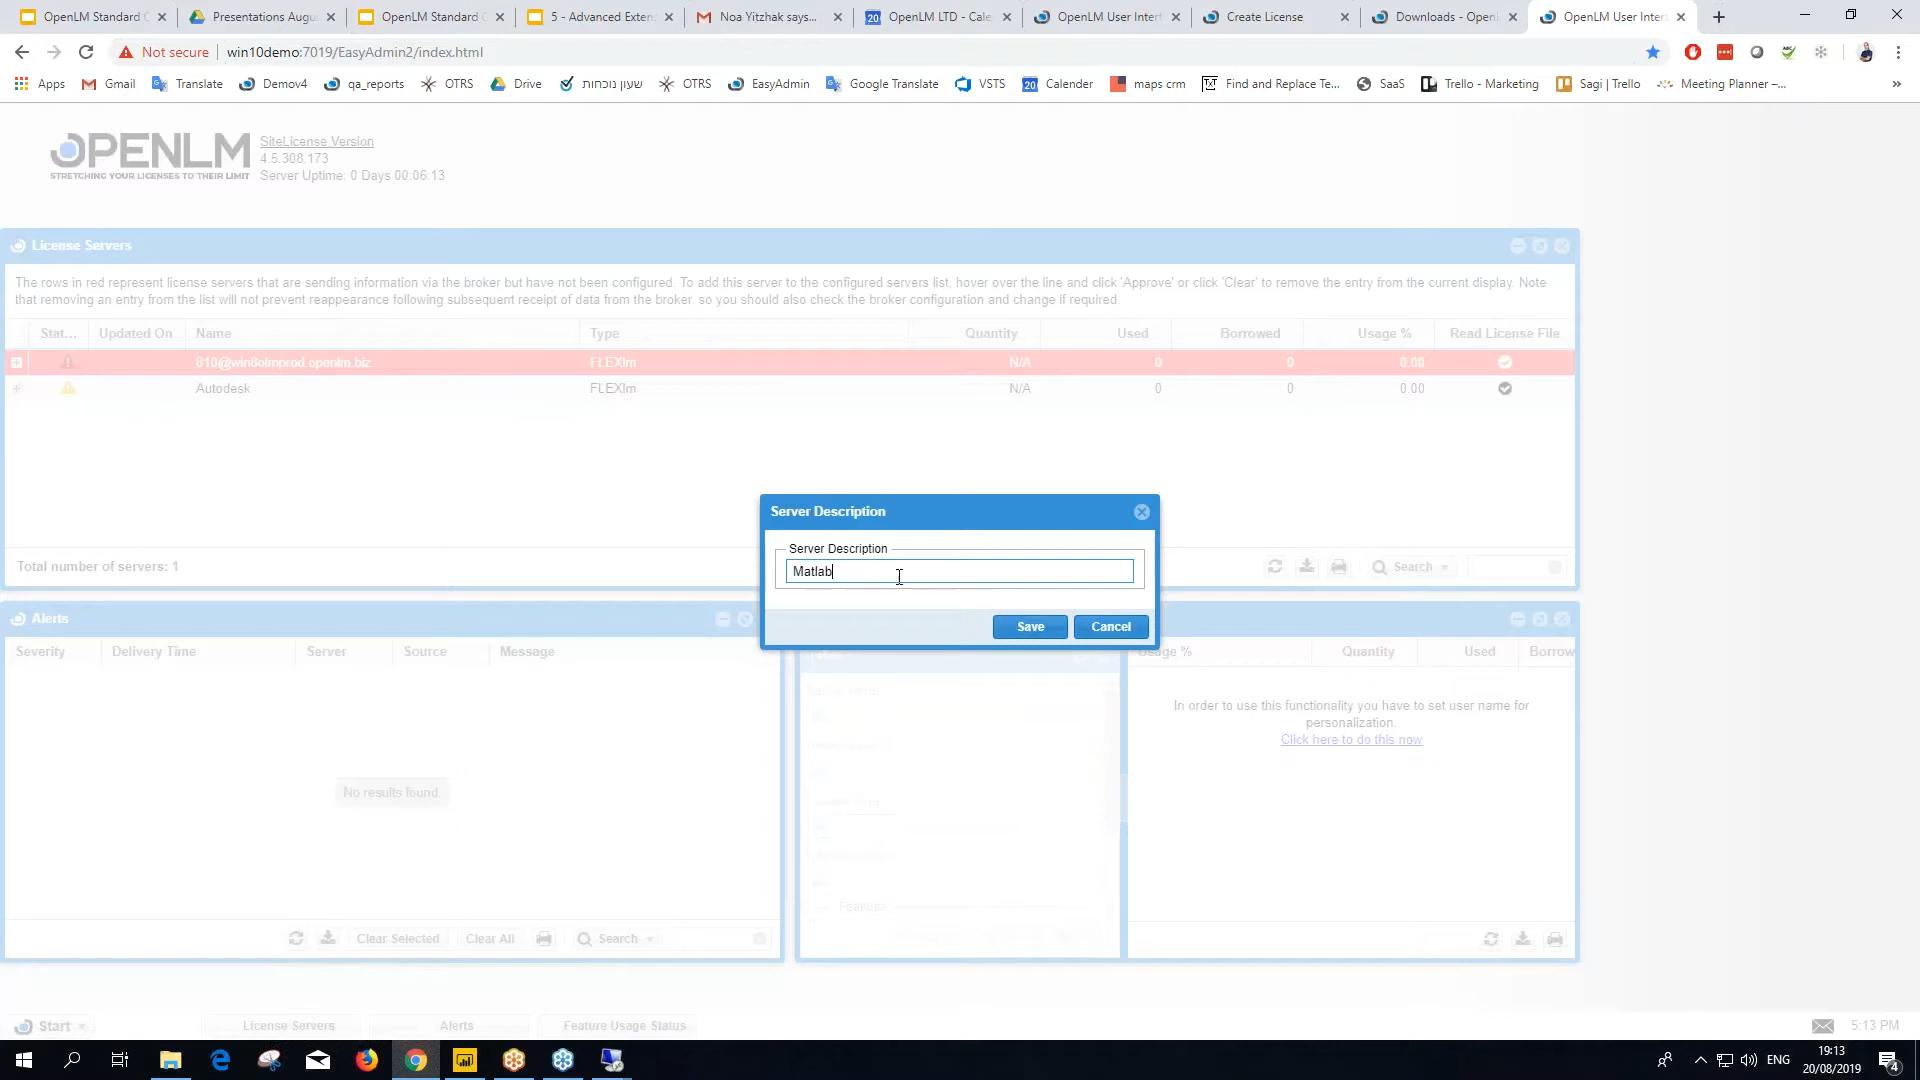 OpenLM Standard C
Presentations Augu
OpenLM Standard C
5 - Advanced Exten
Noa Yitzhak says...
OpenLM LTD - Cale
OpenLM User Interf
Create License
Downloads - OpenL
OpenLM User Interf
Not secure
win10demo:7019/EasyAdmin2/index.html
Apps
Gmail
Translate
Demov4
qa_reports
OTRS
Drive
שעון נוכחות
OTRS
EasyAdmin
Google Translate
VSTS
20 Calender
maps crm
Find and Replace Te...
SaaS
Trello - Marketing
Sagi | Trello
Meeting Planner –...
OPENLM
STRETCHING YOUR LICENSES TO THEIR LIMIT
SiteLicense Version
4.5.308.173
Server Uptime: 0 Days 00:06:13
License Servers
The rows in red represent license servers that are sending information via the broker but have not been configured. To add this server to the configured servers list, hover over the line and click 'Approve' or click 'Clear' to remove the entry from the current display. Note
that removing an entry from the list will not prevent reappearance following subsequent receipt of data from the broker, so you should also check the broker configuration and change if required.
Stat... Updated On Name Type Quantity Used Borrowed Usage % Read License File
810@win8olmprod.openlm.biz FLEXlm N/A 0 0 0.00
Autodesk FLEXlm N/A 0 0 0.00
Server Description
Server Description
Matlab
Save Cancel
Total number of servers: 1
Search
Alerts
Severity Delivery Time Server Source Message
No results found.
Clear Selected Clear All Search
Usage % Quantity Used Borrow
In order to use this functionality you have to set user name for
personalization.
Click here to do this now
Start License Servers Alerts Feature Usage Status
5:13 PM
ENG
19:13
20/08/2019
4